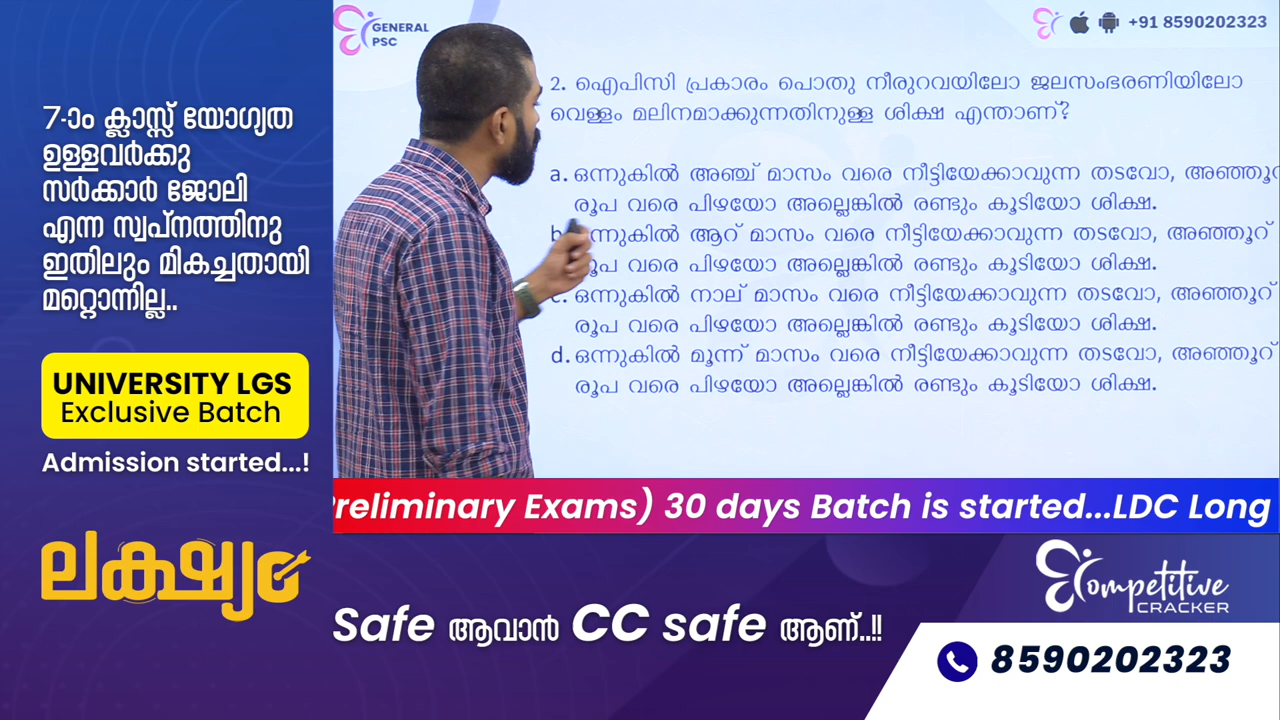 7-ാം ക്ലാസ്സ് യോഗ്യത
ഉള്ളവർക്കു
സർക്കാർ ജോലി
എന്ന സ്വപ്നത്തിനു
ഇതിലും മികച്ചതായി
മറ്റൊന്നില്ല..
UNIVERSITY LGS
Exclusive Batch
Admission started...!
ലക്ഷ്യം
GENERAL
PSC
+91 8590202323
2. ഐപിസി പ്രകാരം പൊതു നീരുറവയിലോ ജലസംഭരണിയിലോ
വെള്ളം മലിനമാക്കുന്നതിനുള്ള ശിക്ഷ എന്താണ്?
a. ഒന്നുകിൽ അഞ്ച് മാസം വരെ നീട്ടിയേക്കാവുന്ന തടവോ,
രൂപ വരെ പിഴയോ അല്ലെങ്കിൽ രണ്ടും കൂടിയോ ശിക്ഷ.
ആറ് മാസം വരെ നീട്ടിയേക്കാവുന്ന തടവോ, അഞ്ഞൂറ്
വരെ പിഴയോ അല്ലെങ്കിൽ രണ്ടും കൂടിയോ ശിക്ഷ.
ഒന്നുകിൽ നാല് മാസം വരെ നീട്ടിയേക്കാവുന്ന തടവോ, അഞ്ഞൂറ്
രൂപ വരെ പിഴയോ അല്ലെങ്കിൽ രണ്ടും കൂടിയോ ശിക്ഷ.
d. ഒന്നുകിൽ മൂന്ന് മാസം വരെ നീട്ടിയേക്കാവുന്ന തടവോ, അഞ്ഞൂറ്
രൂപ വരെ പിഴയോ അല്ലെങ്കിൽ രണ്ടും കൂടിയോ ശിക്ഷ.
reliminary Exams) 30 days Batch is started...LDC Long
Competitive
CRACKER
Safe ആവാൻ CC safe ആണ്..!!
8590202323